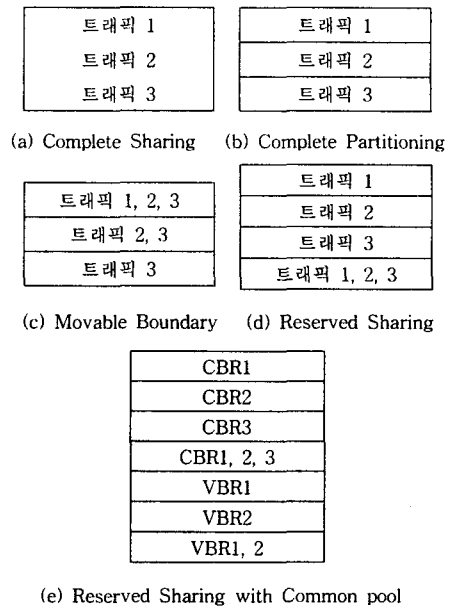 트래픽 1
트래픽 2
트래픽 3
(a) Complete Sharing
트래픽 1
트래픽 2
트래픽 3
(b) Complete Partitioning
트래픽 1, 2, 3
트래픽 2, 3
트래픽 3
(c) Movable Boundary
트래픽 1
트래픽 2
트래픽 3
트래픽 1, 2, 3
(d) Reserved Sharing
CBR1
CBR2
CBR3
CBR1, 2, 3
VBR1
VBR2
VBR1, 2
(e) Reserved Sharing with Common pool